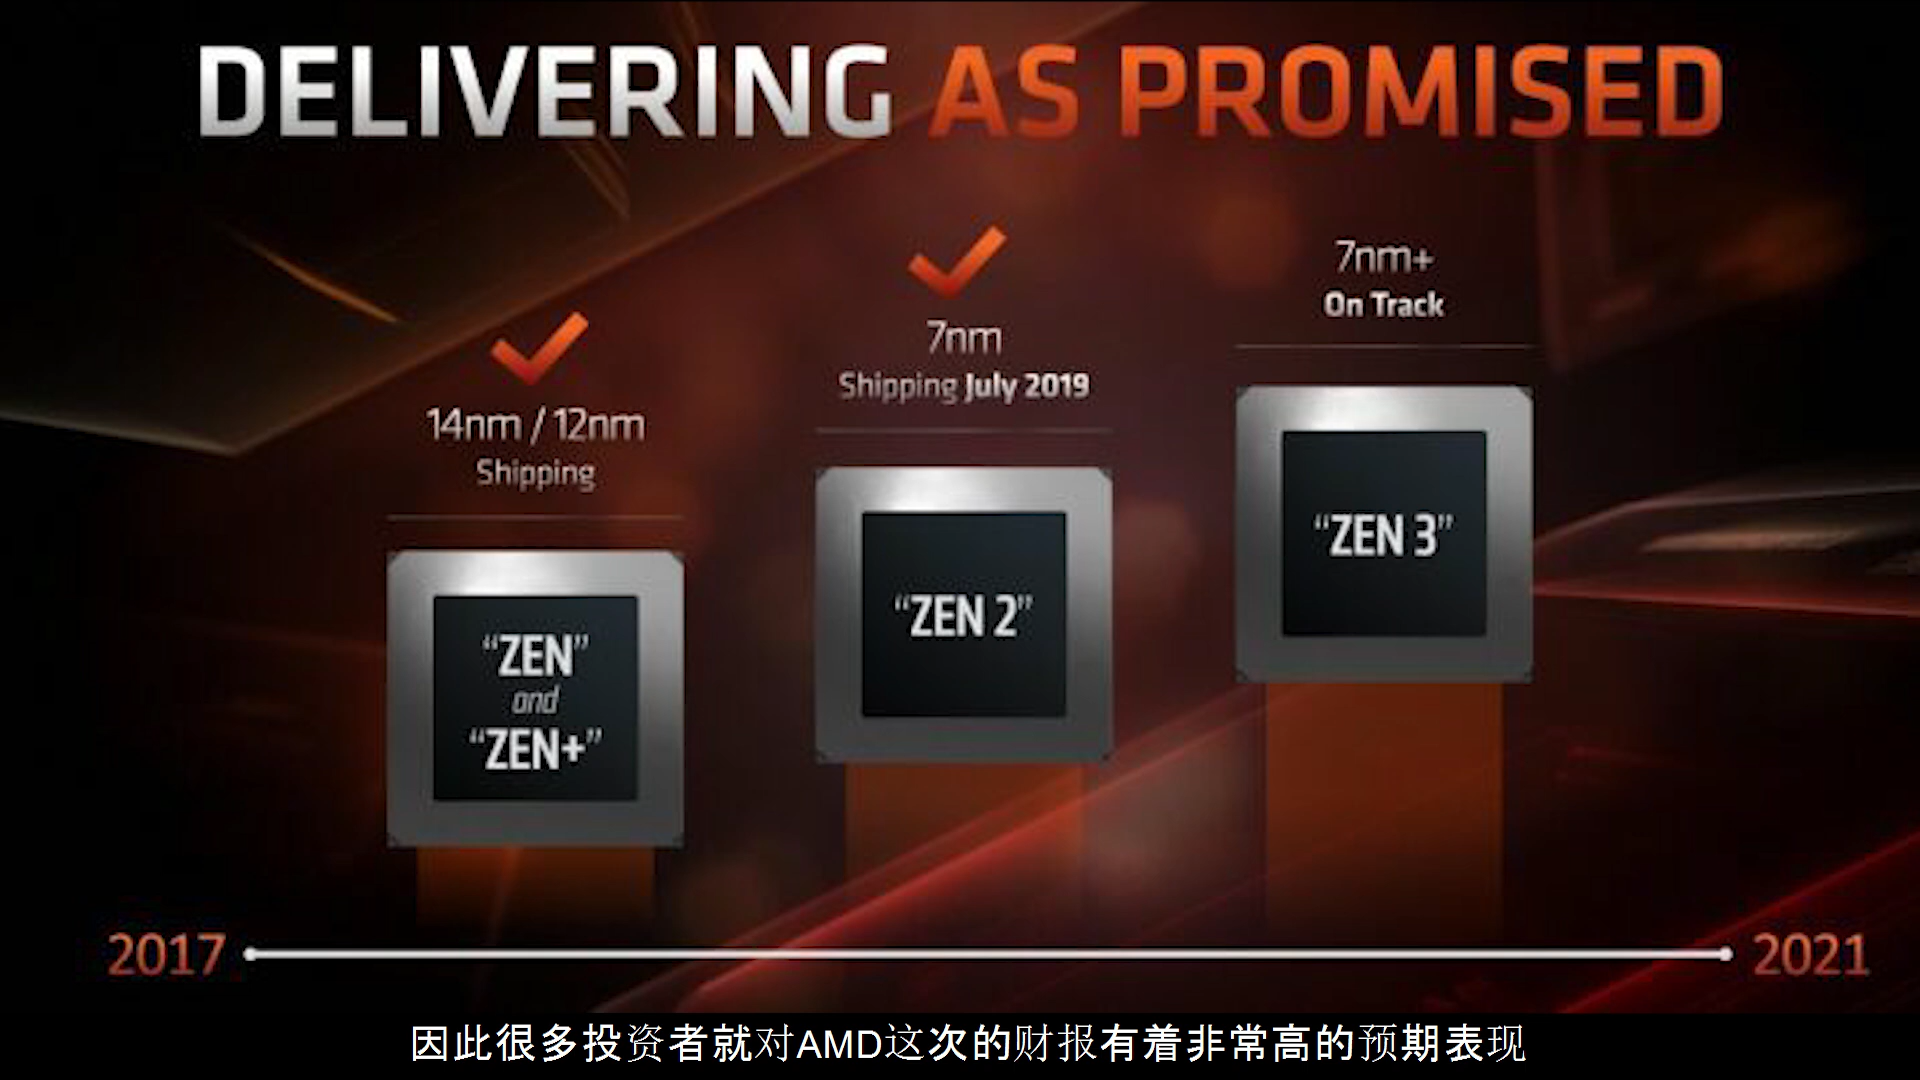 DELIVERING AS PROMISED
14nm / 12nm
Shipping
"ZEN"
and
"ZEN+"
7nm
Shipping July 2019
"ZEN 2"
7nm+
On Track
"ZEN 3"
2017
2021
因此很多投资者就对AMD这次的财报有着非常高的预期表现